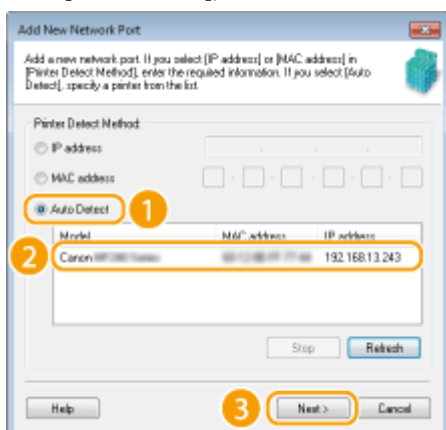 Add New Network Port
Add a new network port. If you select [IP address] or [MAC address] in
[Printer Detect Method], enter the required information. If you select [Auto
Detect], specify a printer from the list.
Printer Detect Method:
IP address
MAC address
Auto Detect 1
Model MAC address IP address
2 Canon 192.168.13.243
Stop Refresh
Help 3 Next > Cancel